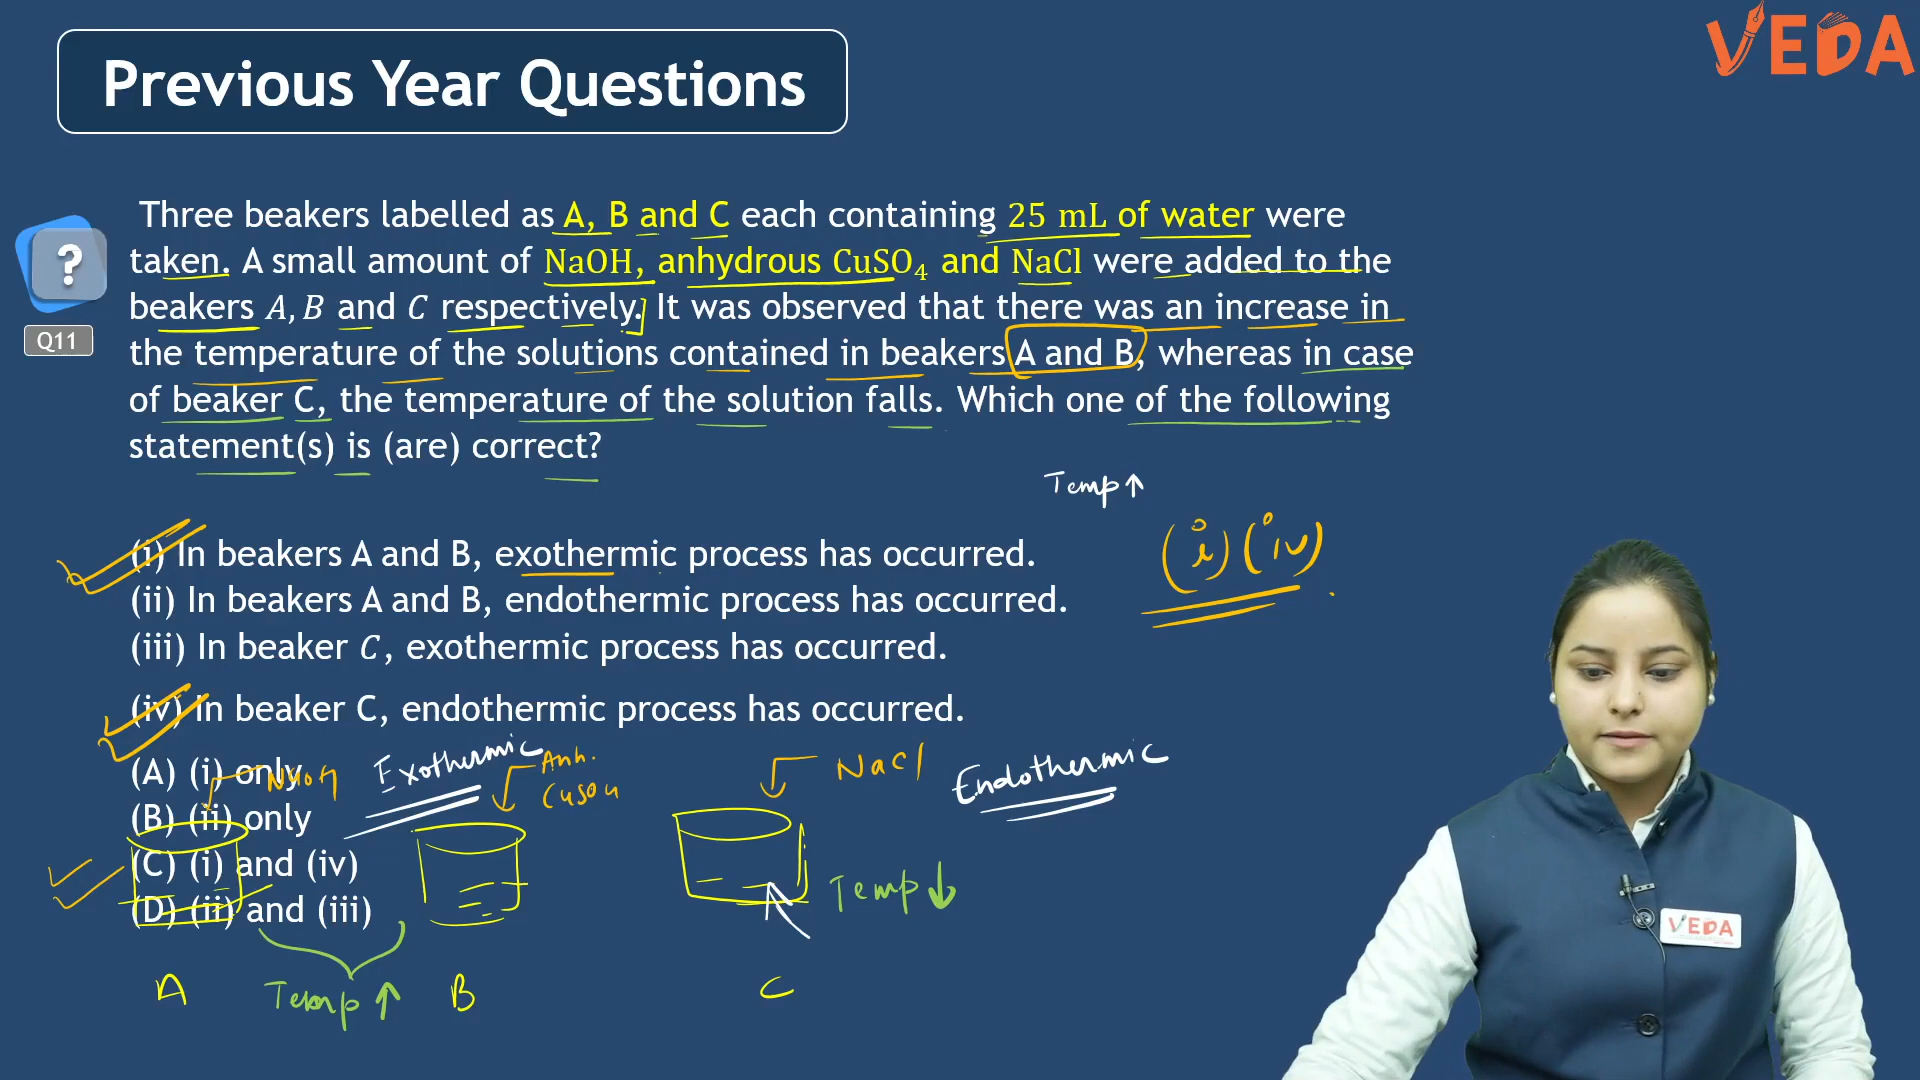 VEDA
Previous Year Questions
Three beakers labelled as A, B and C each containing 25 mL of water were
taken. A small amount of NaOH, anhydrous CuSO₄ and NaCl were added to the
beakers A, B and C respectively. It was observed that there was an increase in
the temperature of the solutions contained in beakers A and B, whereas in case
of beaker C, the temperature of the solution falls. Which one of the following
statement(s) is (are) correct?
?
Q11
Temp ↑
(i) (iv)
(i) In beakers A and B, exothermic process has occurred.
(ii) In beakers A and B, endothermic process has occurred.
(iii) In beaker C, exothermic process has occurred.
(iv) In beaker C, endothermic process has occurred.
(A) (i) only
(B) (ii) only
(C) (i) and (iv)
(D) (ii) and (iii)
NaOH
Exothermic
Anh.
CuSO4
NaCl
Endothermic
Temp ↓
A
Temp ↑
B
C
VEDA